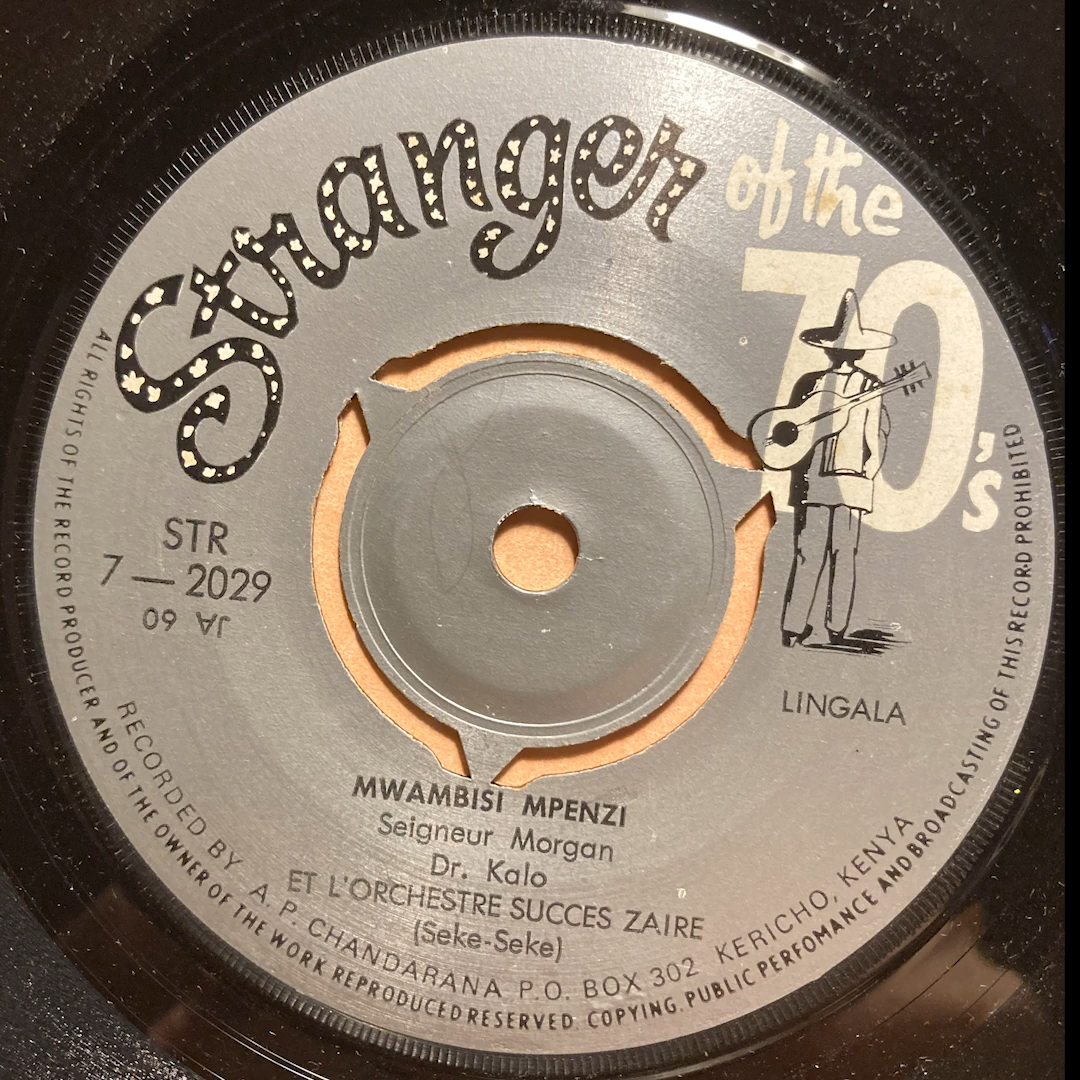 Stranger
of the
70's
STR
7 — 2029
JA 60
LINGALA
MWAMBISI MPENZI
Seigneur Morgan
Dr. Kalo
ET L'ORCHESTRE SUCCES ZAIRE
(Seke-Seke)
RECORDED BY A. P. CHANDARANA P.O. BOX 302 KERICHO, KENYA
ALL RIGHTS OF THE RECORD PRODUCER AND OF THE OWNER OF THE WORK REPRODUCED RESERVED. COPYING. PUBLIC PERFOMANCE AND BROADCASTING OF THIS RECORD PROHIBITED